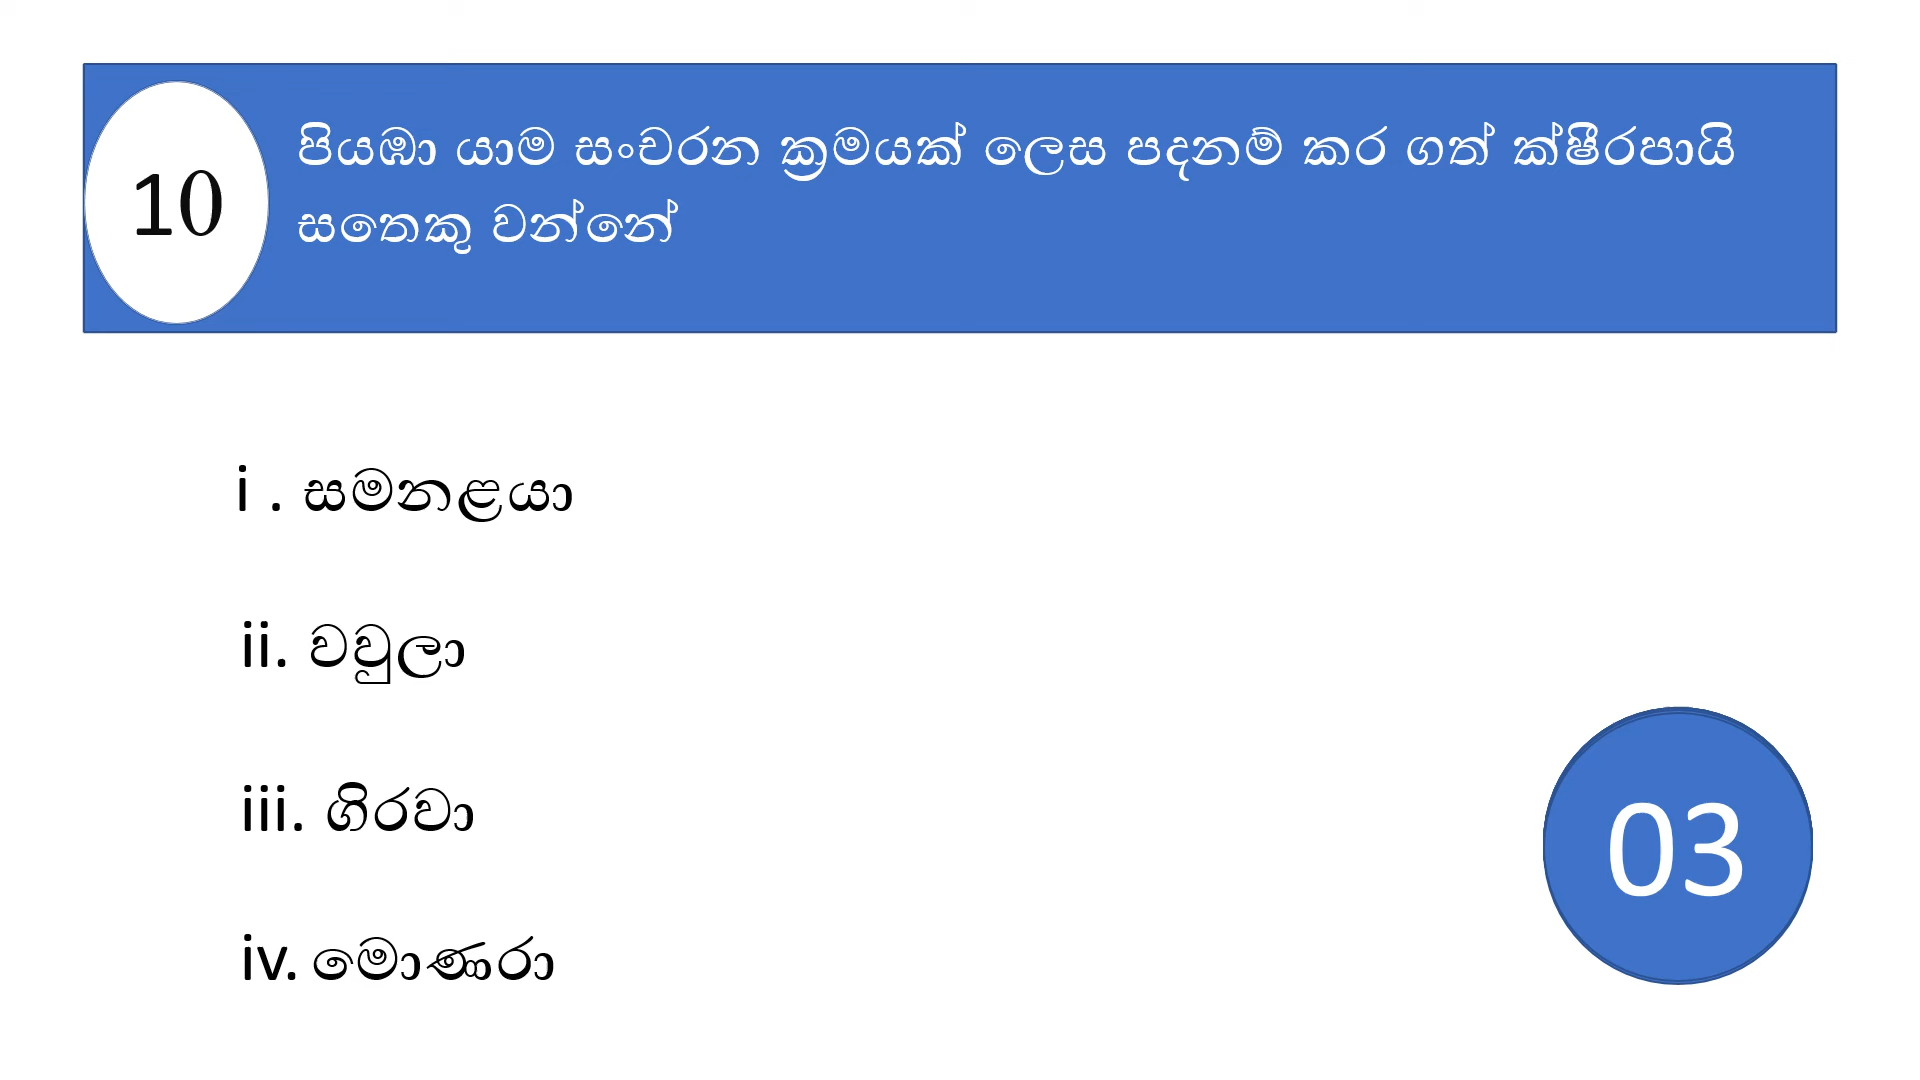 10
පියඹා යාම සංචරන ක්‍රමයක් ලෙස පදනම් කර ගත් ක්ෂීරපායි
සතෙකු වන්නේ
i . සමනළයා
ii. වවුලා
iii. ගිරවා
03
iv. මොණරා